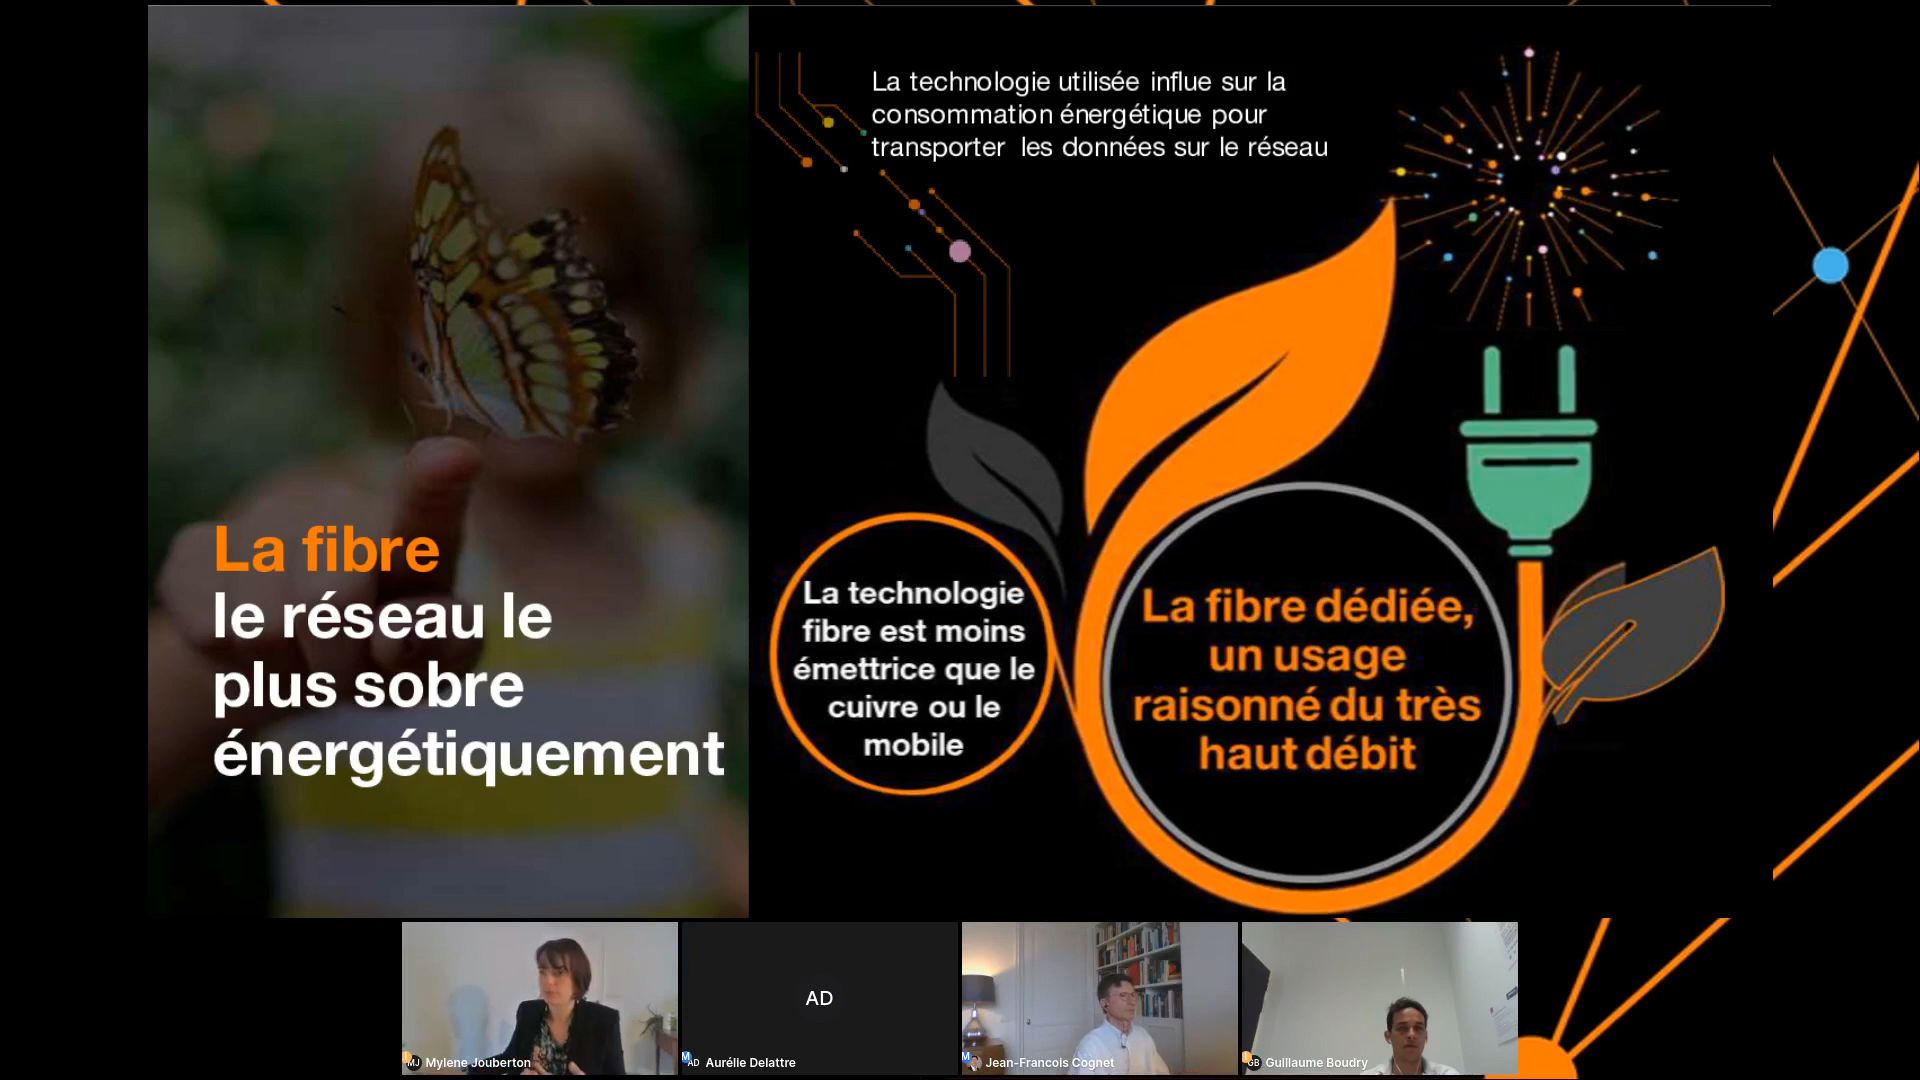 La technologie utilisée influe sur la
consommation énergétique pour
transporter les données sur le réseau
La fibre
le réseau le
plus sobre
énergétiquement
La technologie
fibre est moins
émettrice que le
cuivre ou le
mobile
La fibre dédiée,
un usage
raisonné du très
haut débit
AD
MJ Mylene Jouberton
M AD Aurélie Delattre
M Jean-Francois Cognet
GB Guillaume Boudry